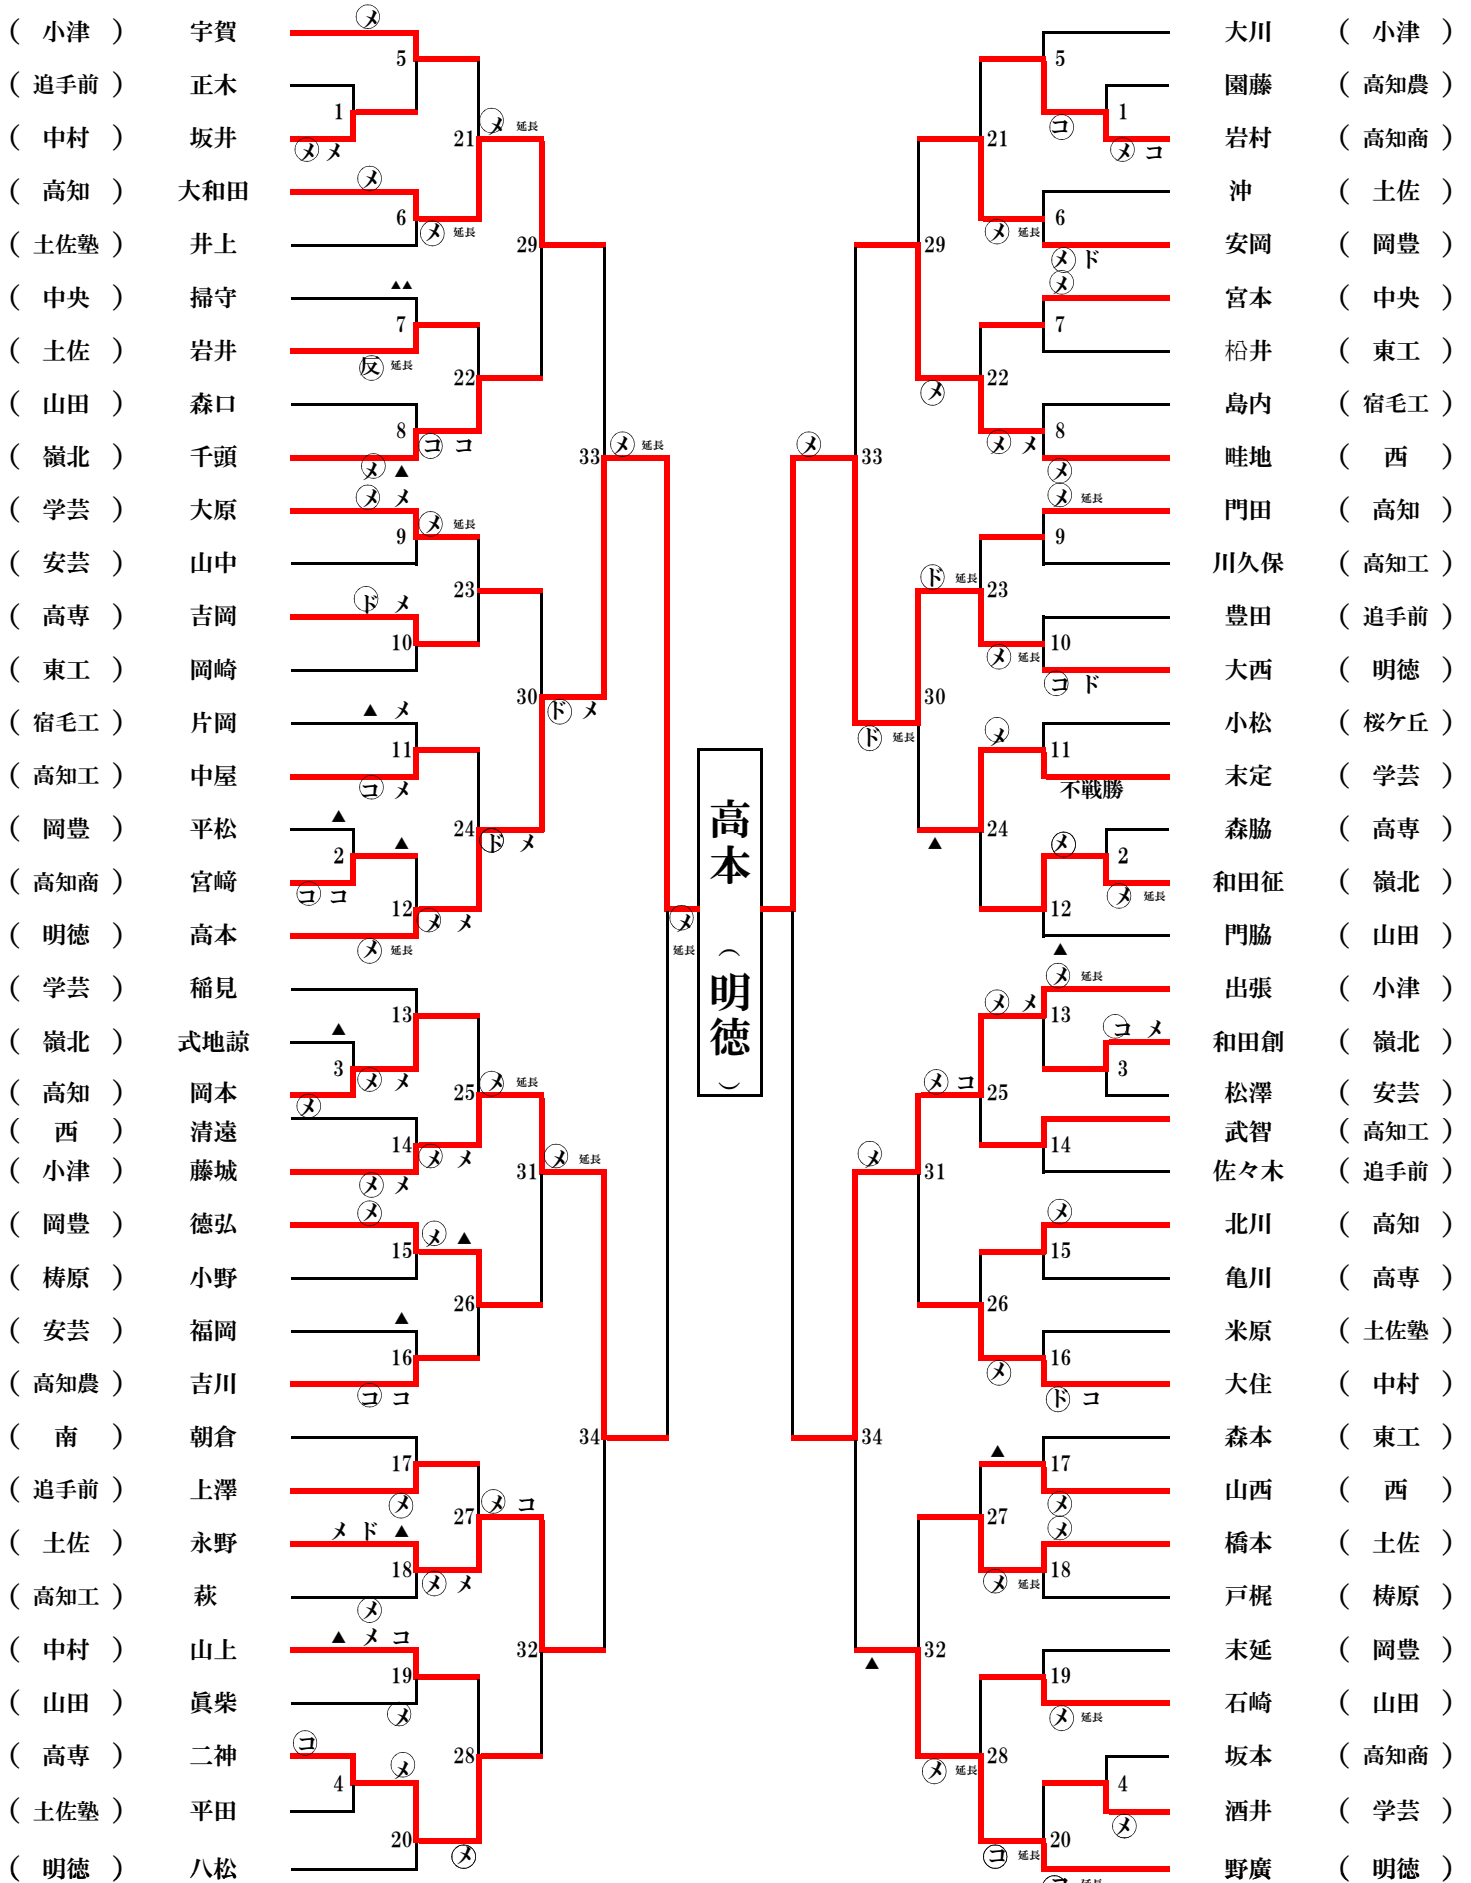 （ 小津 ） 宇賀 大川 （ 小津 ）
（ 追手前 ） 正木 園藤 （ 高知農 ）
（ 中村 ） 坂井 岩村 （ 高知商 ）
（ 高知 ） 大和田 沖 （ 土佐 ）
（ 土佐塾 ） 井上 安岡 （ 岡豊 ）
（ 中央 ） 掃守 宮本 （ 中央 ）
（ 土佐 ） 岩井 桧井 （ 東工 ）
（ 山田 ） 森口 島内 （ 宿毛工 ）
（ 嶺北 ） 千頭 畦地 （ 西 ）
（ 学芸 ） 大原 門田 （ 高知 ）
（ 安芸 ） 山中 川久保 （ 高知工 ）
（ 高専 ） 吉岡 豊田 （ 追手前 ）
（ 東工 ） 岡崎 大西 （ 明徳 ）
（ 宿毛工 ） 片岡 小松 （ 桜ケ丘 ）
（ 高知工 ） 中屋 末定 （ 学芸 ）
不戦勝
（ 岡豊 ） 平松 森脇 （ 高専 ）
（ 高知商 ） 宮﨑 和田征 （ 嶺北 ）
（ 明徳 ） 高本 門脇 （ 山田 ）
高本（明徳）
（ 学芸 ） 稲見 出張 （ 小津 ）
（ 嶺北 ） 式地諒 和田創 （ 嶺北 ）
（ 高知 ） 岡本 松澤 （ 安芸 ）
（ 西 ） 清遠 武智 （ 高知工 ）
（ 小津 ） 藤城 佐々木 （ 追手前 ）
（ 岡豊 ） 德弘 北川 （ 高知 ）
（ 梼原 ） 小野 亀川 （ 高専 ）
（ 安芸 ） 福岡 米原 （ 土佐塾 ）
（ 高知農 ） 吉川 大住 （ 中村 ）
（ 南 ） 朝倉 森本 （ 東工 ）
（ 追手前 ） 上澤 山西 （ 西 ）
（ 土佐 ） 永野 橋本 （ 土佐 ）
（ 高知工 ） 萩 戸梶 （ 梼原 ）
（ 中村 ） 山上 末延 （ 岡豊 ）
（ 山田 ） 眞柴 石崎 （ 山田 ）
（ 高専 ） 二神 坂本 （ 高知商 ）
（ 土佐塾 ） 平田 酒井 （ 学芸 ）
（ 明徳 ） 八松 野廣 （ 明徳 ）